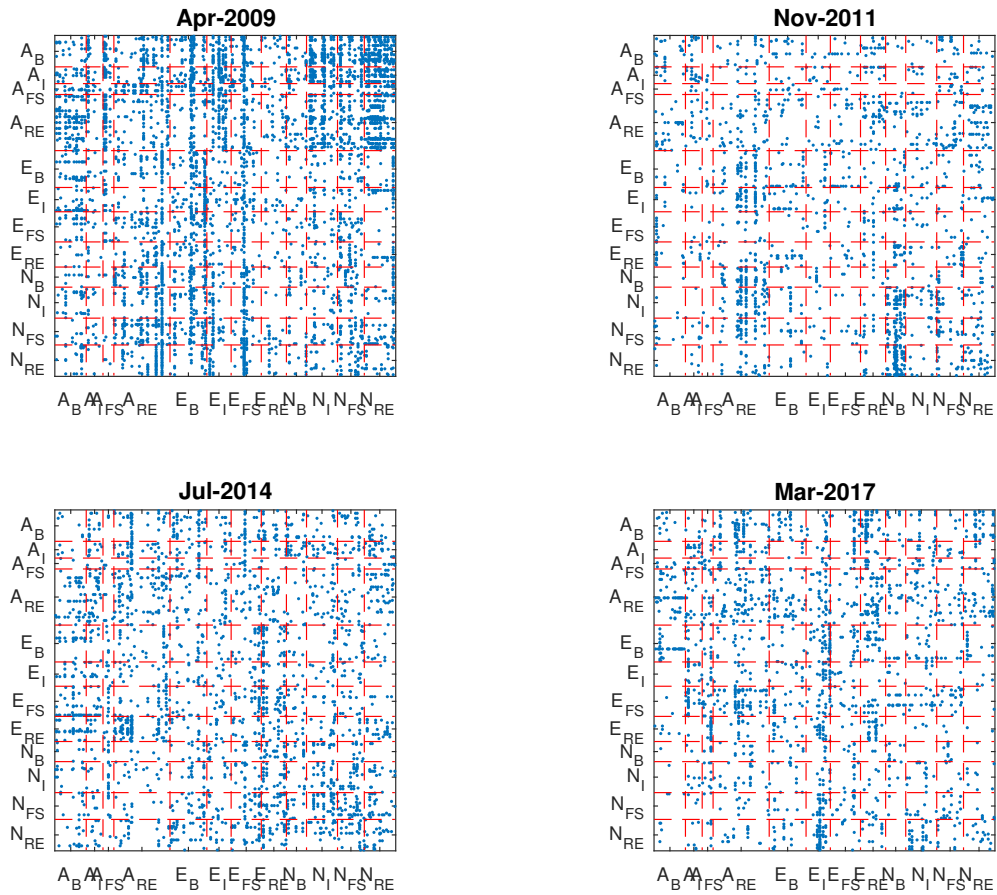 Apr-2009
Nov-2011
A_B
A_I
A_FS
A_RE
E_B
E_I
E_FS
E_RE
N_B
N_I
N_FS
N_RE
A_B A_I A_FS A_RE E_B E_I E_FS E_RE N_B N_I N_FS N_RE
A_B
A_I
A_FS
A_RE
E_B
E_I
E_FS
E_RE
N_B
N_I
N_FS
N_RE
A_B A_I A_FS A_RE E_B E_I E_FS E_RE N_B N_I N_FS N_RE
Jul-2014
Mar-2017
A_B
A_I
A_FS
A_RE
E_B
E_I
E_FS
E_RE
N_B
N_I
N_FS
N_RE
A_B A_I A_FS A_RE E_B E_I E_FS E_RE N_B N_I N_FS N_RE
A_B
A_I
A_FS
A_RE
E_B
E_I
E_FS
E_RE
N_B
N_I
N_FS
N_RE
A_B A_I A_FS A_RE E_B E_I E_FS E_RE N_B N_I N_FS N_RE